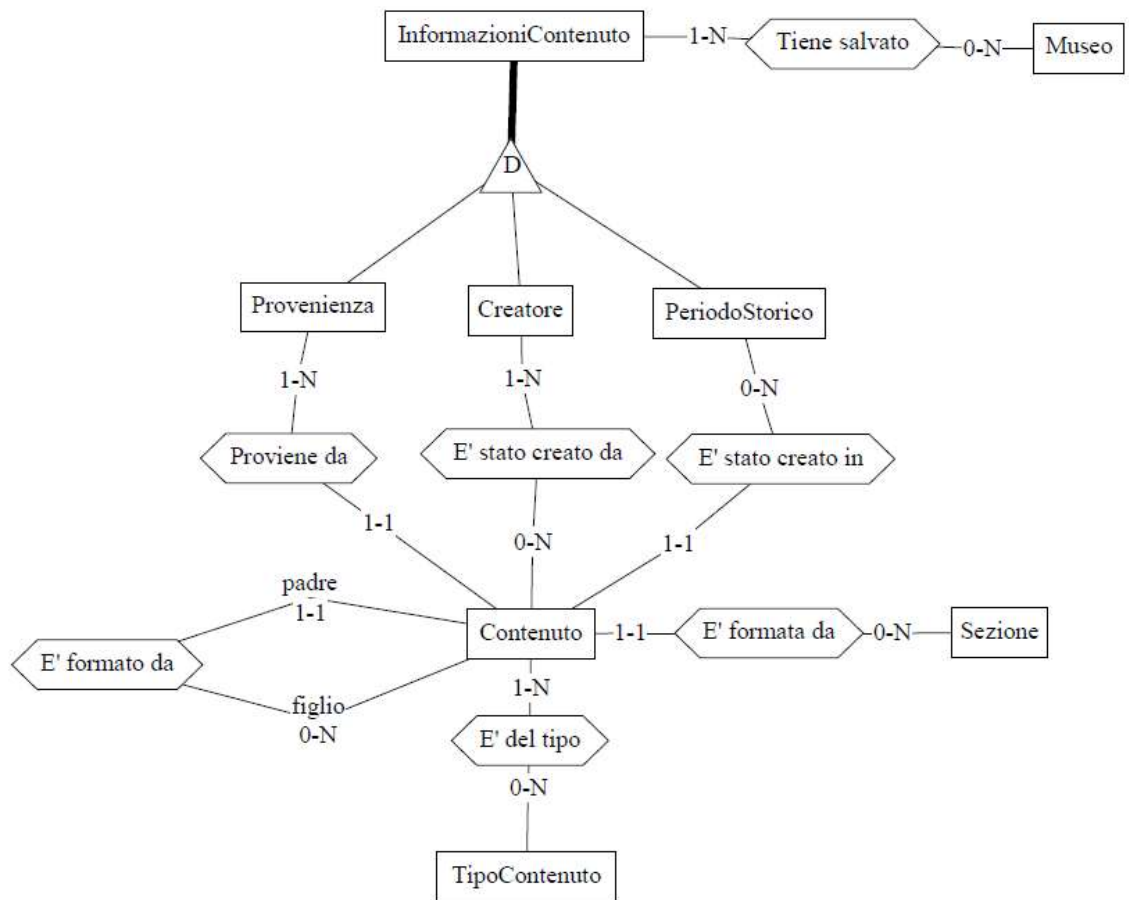 InformazioniContenuto 1-N Tiene salvato 0-N Museo
D
Provenienza Creatore PeriodoStorico
1-N 1-N 0-N
Proviene da E' stato creato da E' stato creato in
1-1 0-N 1-1
padre
1-1
E' formato da Contenuto 1-1 E' formata da 0-N Sezione
figlio
0-N
1-N
E' del tipo
0-N
TipoContenuto